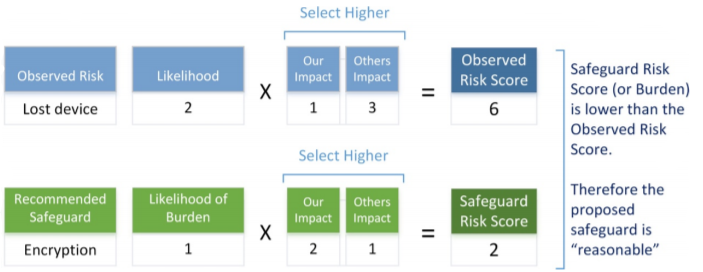 Select Higher
Observed Risk
Likelihood
Our
Impact
Others
Impact
Observed
Risk Score
Lost device
2
X
1
3
=
6
Select Higher
Recommended
Safeguard
Likelihood of
Burden
Our
Impact
Others
Impact
Safeguard
Risk Score
Encryption
1
X
2
1
=
2
Safeguard Risk
Score (or Burden)
is lower than the
Observed Risk
Score.
Therefore the
proposed
safeguard is
“reasonable”